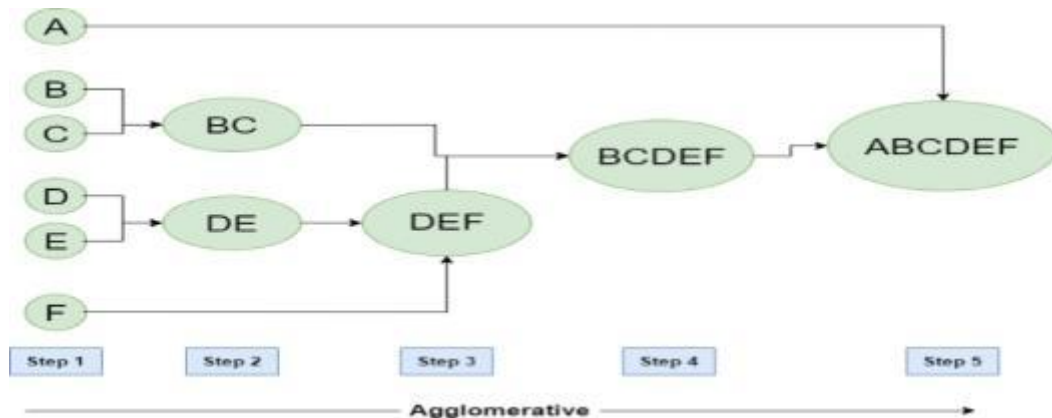 A
B
C
BC
BCDEF
ABCDEF
D
E
DE
DEF
F
Step 1
Step 2
Step 3
Step 4
Step 5
Agglomerative